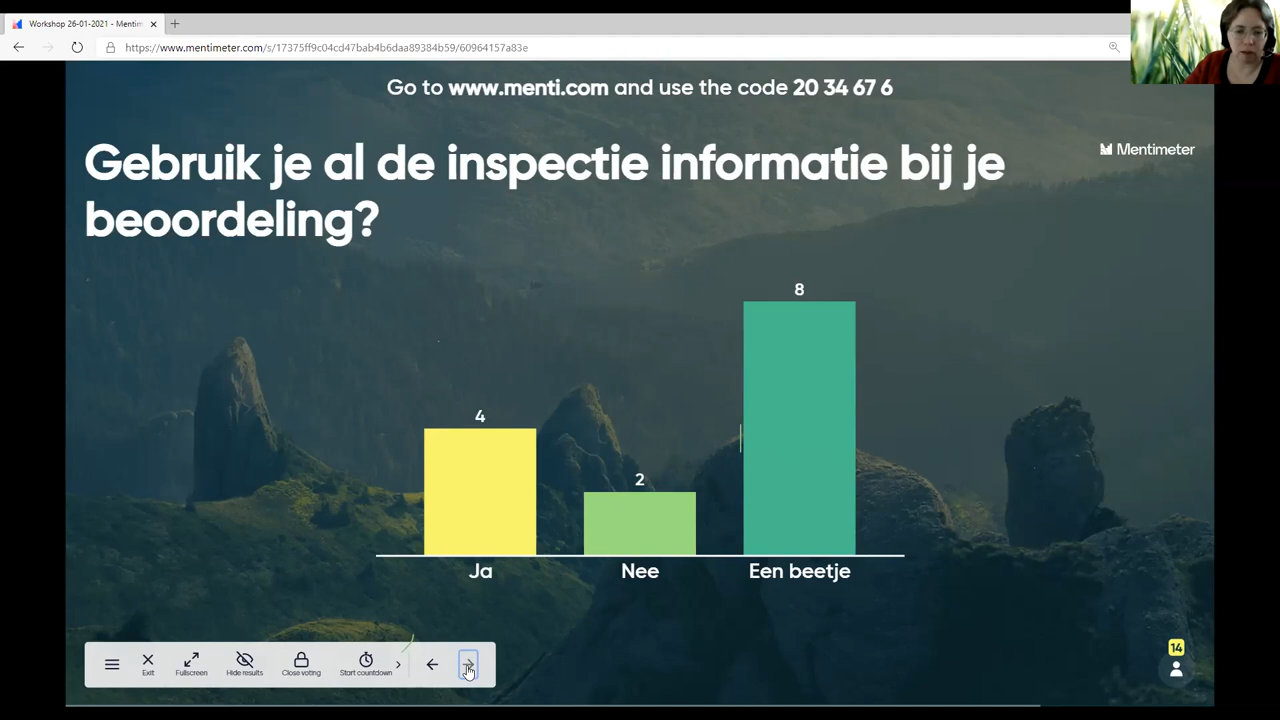 Workshop 26-01-2021 - Mentim
https://www.mentimeter.com/s/17375ff9c04cd47bab4b6daa89384b59/60964157a83e
Go to www.menti.com and use the code 20 34 67 6
Mentimeter
Gebruik je al de inspectie informatie bij je
beoordeling?
8
4
2
Ja Nee Een beetje
14
Exit Fullscreen Hide results Close voting Start countdown